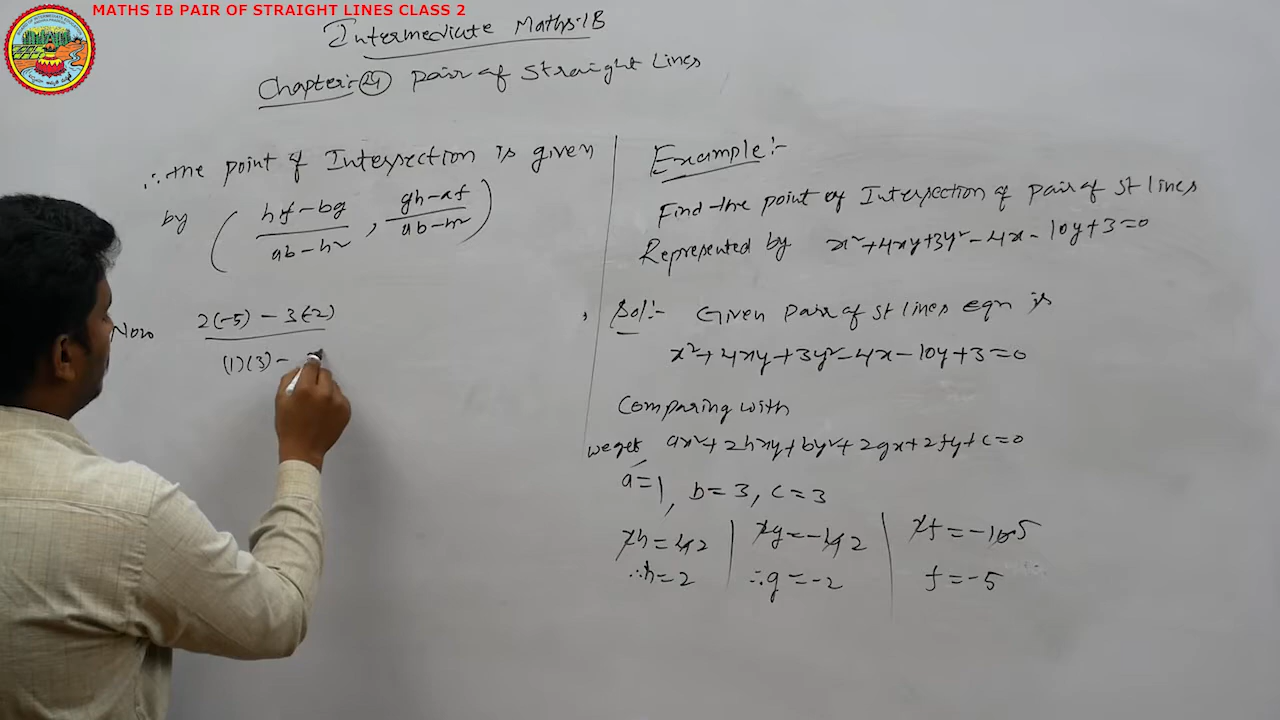 MATHS IB PAIR OF STRAIGHT LINES CLASS 2
Intermediate Maths-IB
Chapter:- 24 Pair of Straight Lines
∴ the point of Intersection is given
by ( hf-bg / ab-h² , gh-af / ab-h² )
Now 2(-5) - 3(-2) / (1)(3) -
Example:-
Find the point of Intersection of pair of st lines
Represented by x²+4xy+3y²-4x-10y+3=0
Sol:- Given pair of st lines eqn is
x²+4xy+3y²-4x-10y+3=0
Comparing with
we get ax²+2hxy+by²+2gx+2fy+c=0
a=1, b=3, c=3
2h=4 2 | 2g=-4 2 | 2f=-10 5
∴h=2 | ∴g=-2 | f=-5